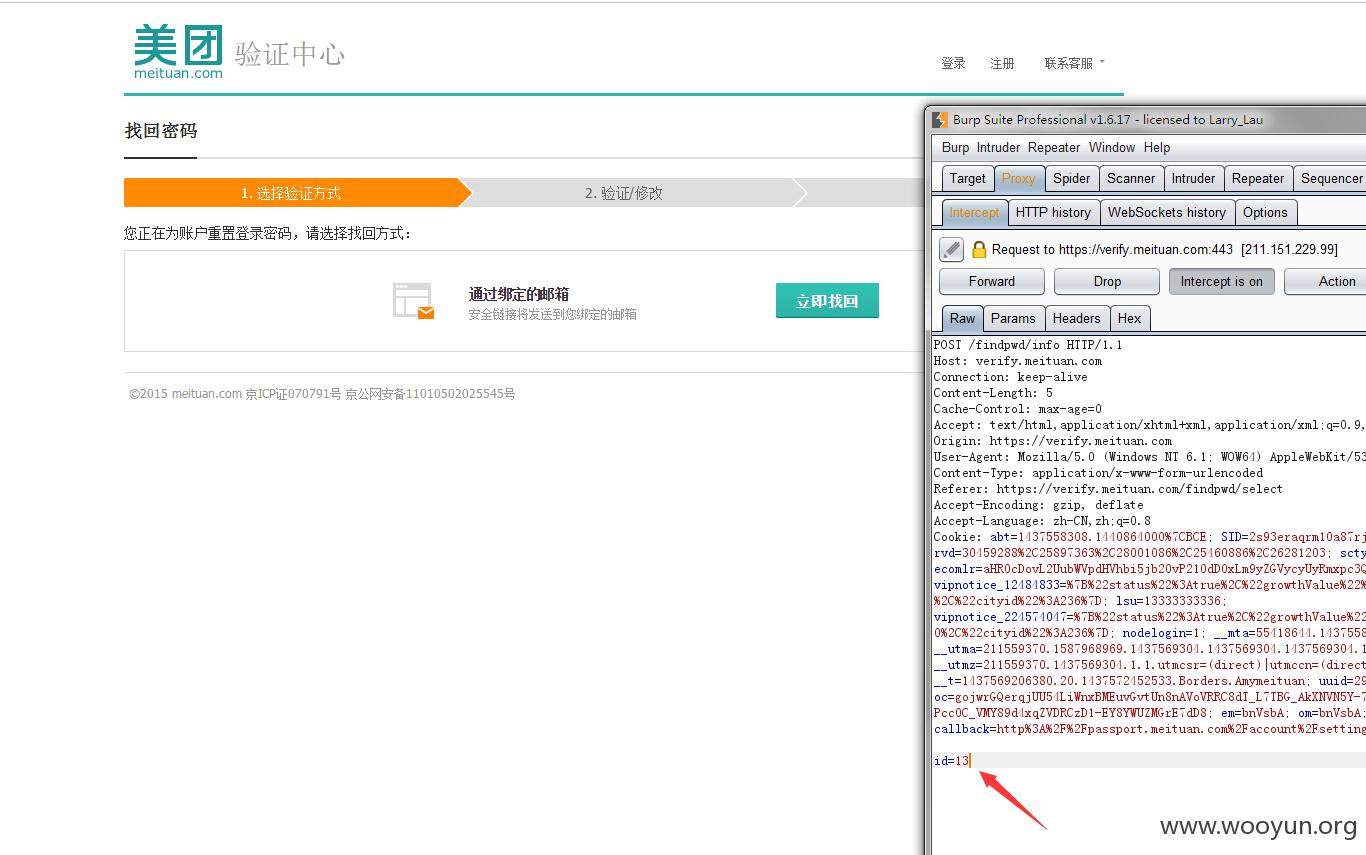 美团 验证中心
meituan.com
登录 注册 联系客服
找回密码
1. 选择验证方式 2. 验证/修改
您正在为账户重置登录密码，请选择找回方式：
通过绑定的邮箱
安全链接将发送到您绑定的邮箱
立即找回
©2015 meituan.com 京ICP证070791号 京公网安备11010502025545号
Burp Suite Professional v1.6.17 - licensed to Larry_Lau
Burp Intruder Repeater Window Help
Target Proxy Spider Scanner Intruder Repeater Sequencer
Intercept HTTP history WebSockets history Options
Request to https://verify.meituan.com:443 [211.151.229.99]
Forward Drop Intercept is on Action
Raw Params Headers Hex
POST /findpwd/info HTTP/1.1
Host: verify.meituan.com
Connection: keep-alive
Content-Length: 5
Cache-Control: max-age=0
Accept: text/html,application/xhtml+xml,application/xml;q=0.9,
Origin: https://verify.meituan.com
User-Agent: Mozilla/5.0 (Windows NT 6.1; WOW64) AppleWebKit/53
Content-Type: application/x-www-form-urlencoded
Referer: https://verify.meituan.com/findpwd/select
Accept-Encoding: gzip, deflate
Accept-Language: zh-CN,zh;q=0.8
Cookie: abt=1437558308.1440864000%7CBCE; SID=2s93eraqrm10a87rj
rvd=30459288%2C25897363%2C28001086%2C25460886%2C26281203; scty
ecomlr=aHR0cDovL2UubWVpdHVhbi5jb20vP210dD0xLm9yZGVycyUyRmxpc3Q
vipnotice_12484833=%7B%22status%22%3Atrue%2C%22growthValue%22%
%2C%22cityid%22%3A236%7D; lsu=13333333336;
vipnotice_224574047=%7B%22status%22%3Atrue%2C%22growthValue%22
0%2C%22cityid%22%3A236%7D; nodelogin=1; __mta=55418644.1437558
__utma=211559370.1587968969.1437569304.1437569304.1437569304.1
__utmz=211559370.1437569304.1.1.utmcsr=(direct)|utmccn=(direct
__t=1437569206380.20.1437572452533.Borders.Amymeituan; uuid=29
oc=gojwrGQerqjUU54LiWnxBMEuvGvtUn8nAVoVRRC8dT_L7TBG_AkXNVN5Y-7
Pcc0C_VMY89d4xqZVDRCzD1-EY8YWUZMGrE7dD8; em=bnVsbA; om=bnVsbA;
callback=http%3A%2F%2Fpassport.meituan.com%2Faccount%2Fsetting
id=13
www.wooyun.org